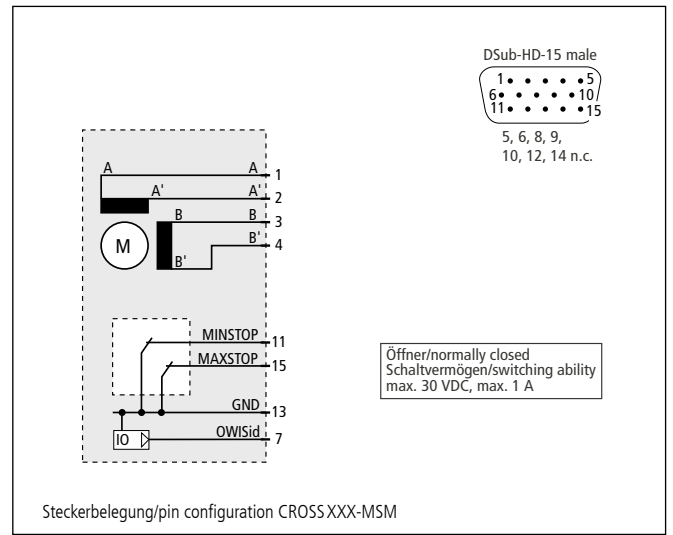 DSub-HD-15 male
1 5
6 10
11 15
5, 6, 8, 9,
10, 12, 14 n.c.
A A 1
A' A' 2
B B 3
B' 4
M
B'
MINSTOP 11
MAXSTOP 15
GND 13
IO OWISid 7
Öffner/normally closed
Schaltvermögen/switching ability
max. 30 VDC, max. 1 A
Steckerbelegung/pin configuration CROSS XXX-MSM